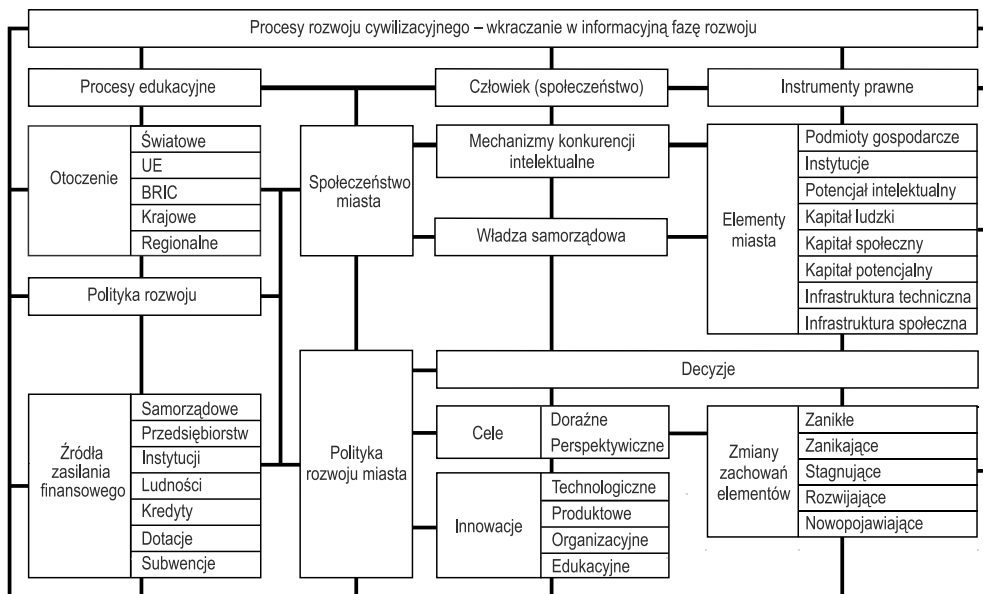 Procesy rozwoju cywilizacyjnego – wkraczanie w informacyjną fazę rozwoju
Procesy edukacyjne
Człowiek (społeczeństwo)
Instrumenty prawne
Otoczenie
Światowe
UE
BRIC
Krajowe
Regionalne
Społeczeństwo
miasta
Mechanizmy konkurencji
intelektualne
Władza samorządowa
Elementy
miasta
Podmioty gospodarcze
Instytucje
Potencjał intelektualny
Kapitał ludzki
Kapitał społeczny
Kapitał potencjalny
Infrastruktura techniczna
Infrastruktura społeczna
Polityka rozwoju
Decyzje
Źródła
zasilania
finansowego
Samorządowe
Przedsiębiorstw
Instytucji
Ludności
Kredyty
Dotacje
Subwencje
Polityka
rozwoju miasta
Cele
Doraźne
Perspektywiczne
Innowacje
Technologiczne
Produktowe
Organizacyjne
Edukacyjne
Zmiany
zachowań
elementów
Zanikłe
Zanikające
Stagnujące
Rozwijające
Nowopojawiające